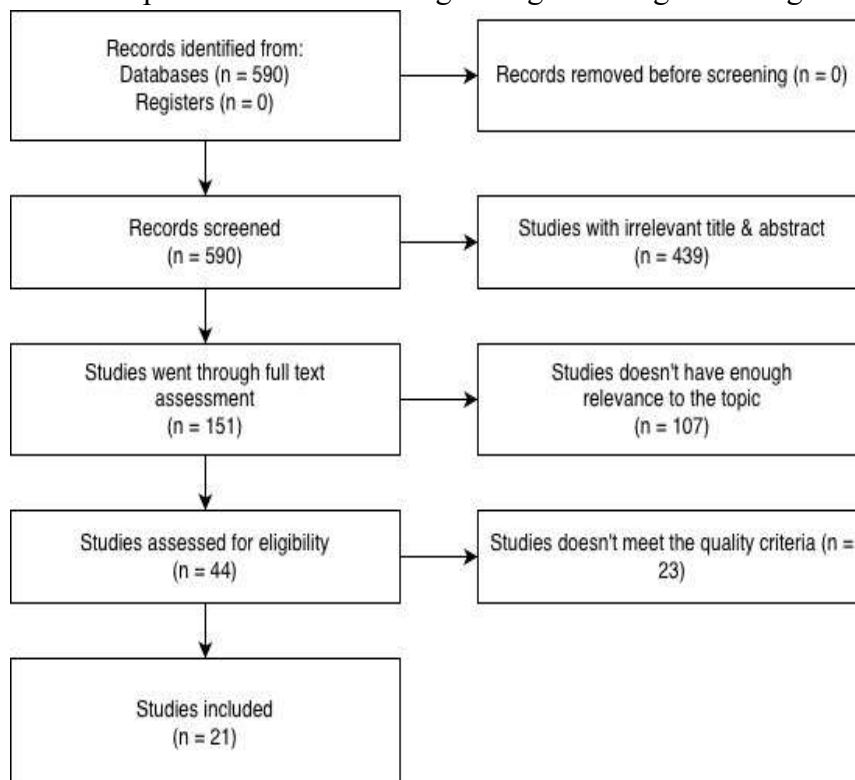 Records identified from:
Databases (n = 590)
Registers (n = 0)
Records removed before screening (n = 0)
Records screened
(n = 590)
Studies with irrelevant title & abstract
(n = 439)
Studies went through full text
assessment
(n = 151)
Studies doesn't have enough
relevance to the topic
(n = 107)
Studies assessed for eligibility
(n = 44)
Studies doesn't meet the quality criteria (n =
23)
Studies included
(n = 21)